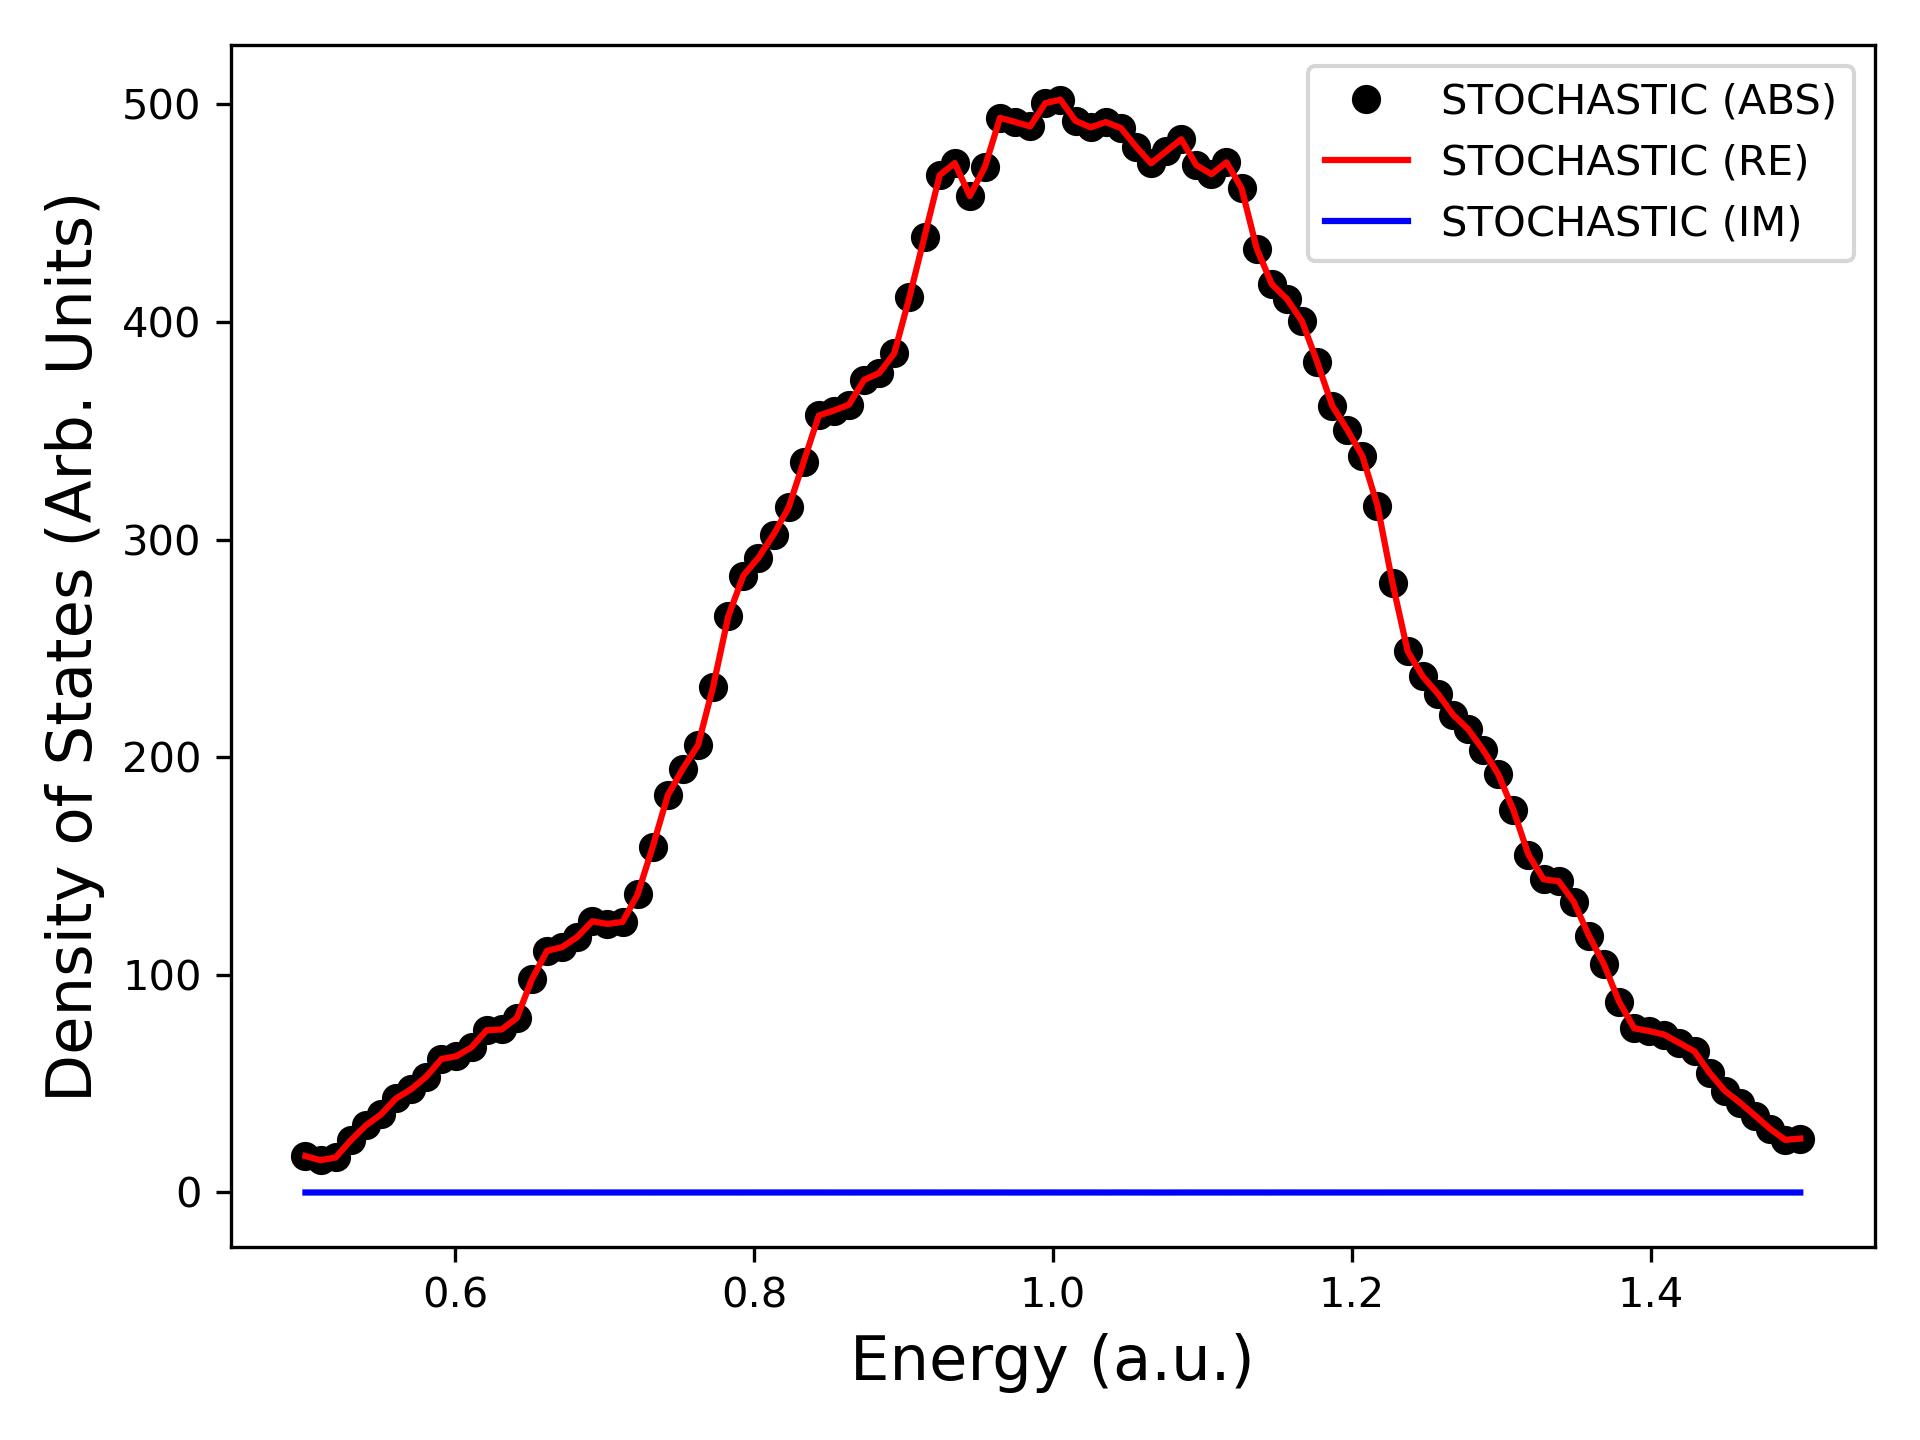 Density of States (Arb. Units)
500
400
300
200
100
0
STOCHASTIC (ABS)
STOCHASTIC (RE)
STOCHASTIC (IM)
0.6 0.8 1.0 1.2 1.4
Energy (a.u.)